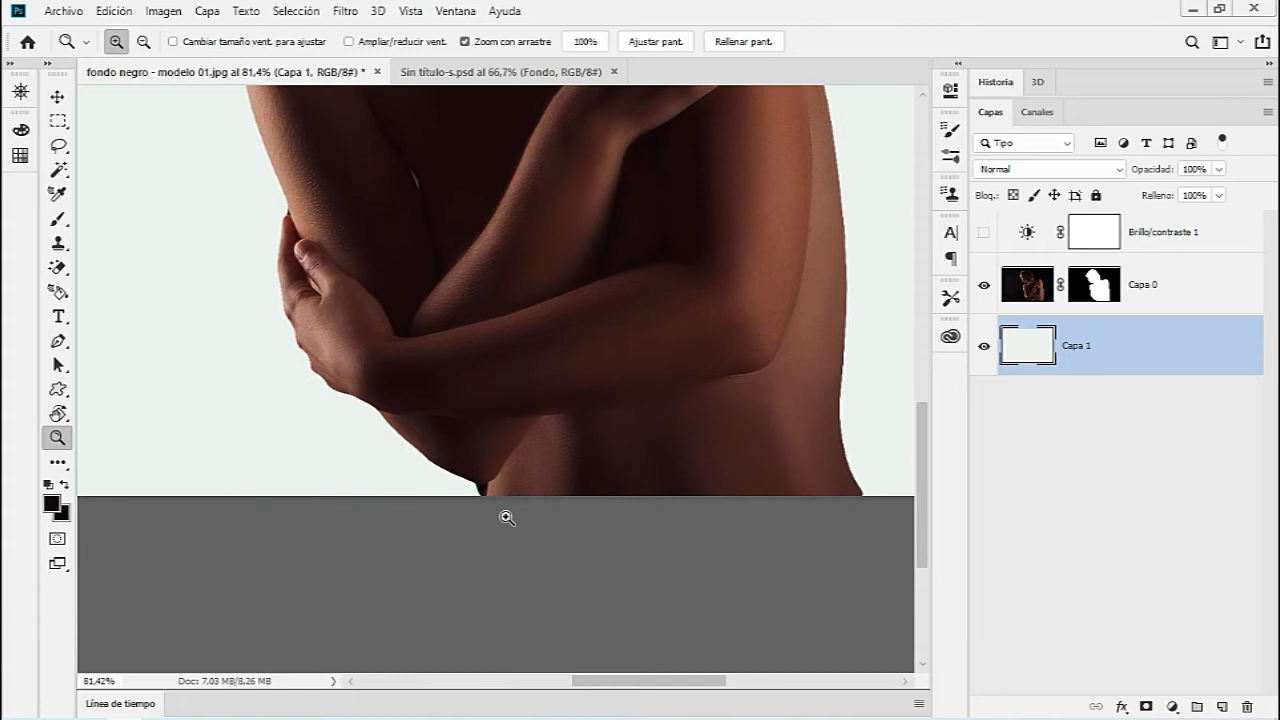 Ps Archivo Edición Imagen Capa Texto Selección Filtro 3D Vista Ventana Ayuda
Cambiar tamaño vent. Ampliar/reducir Zoom con arrastre 100% Ajustar pant. Rellenar pant.
fondo negro - modelo 01.jpg al 81,4% (Capa 1, RGB/8#) * × Sin título-s.psd al 66,7% (Fondo, RGB/8#) ×
Historia 3D
Capas Canales
Tipo
Normal Opacidad: 100%
Bloq.: Relleno: 100%
Brillo/contraste 1
Capa 0
Capa 1
81,42% Doc: 7,03 MB/8,26 MB
Línea de tiempo